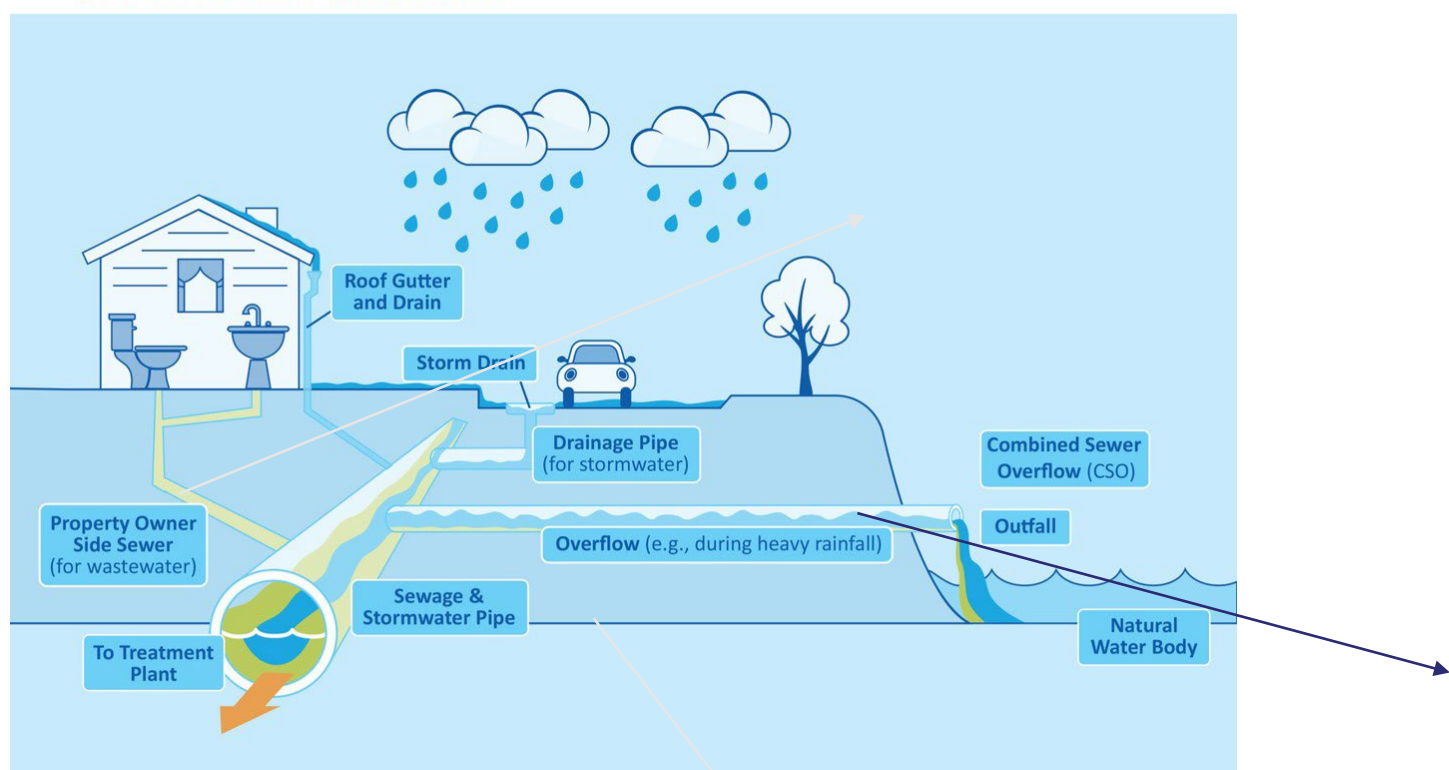 Roof Gutter
and Drain
Storm Drain
Drainage Pipe
(for stormwater)
Combined Sewer
Overflow (CSO)
Property Owner
Side Sewer
(for wastewater)
Outfall
Overflow (e.g., during heavy rainfall)
Sewage &
Stormwater Pipe
To Treatment
Plant
Natural
Water Body